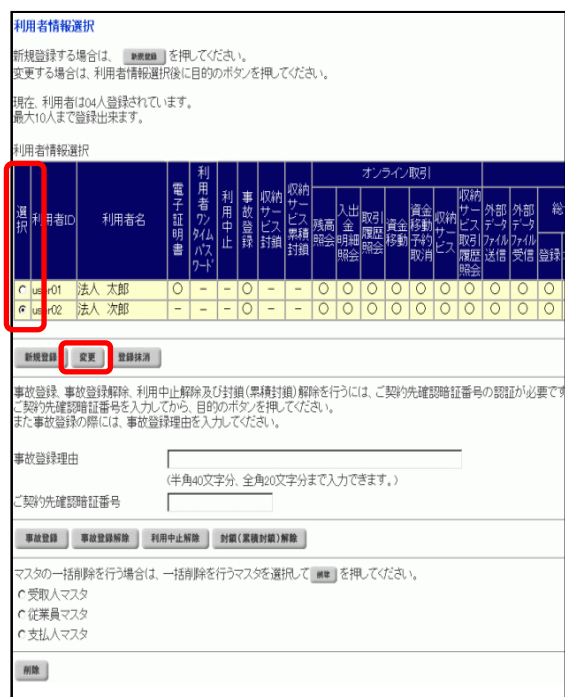 利用者情報選択
新規登録する場合は、 新規登録 を押してください。
変更する場合は、利用者情報選択後に目的のボタンを押してください。
現在、利用者は04人登録されています。
最大10人まで登録出来ます。
利用者情報選択
オンライン取引
選択 利用者ID 利用者名 電子証明書 利用者ワンタイムパスワード 利用中止 事故登録 収納サービス封鎖 収納サービス累積封鎖 残高照会 入出金明細照会 取引履歴照会 資金移動 資金移動予約取消 収納サービス 収納サービス取引履歴照会 外部データファイル送信 外部データファイル受信 総 登録
user01 法人 太郎 ○ － － ○ － － ○ ○ ○ ○ ○ ○ ○ ○ ○ ○
user02 法人 次郎 － － － ○ － － ○ ○ ○ ○ ○ ○ ○ ○ ○ ○
新規登録 変更 登録抹消
事故登録、事故登録解除、利用中止解除及び封鎖(累積封鎖)解除を行うには、ご契約先確認暗証番号の認証が必要です
ご契約先確認暗証番号を入力してから、目的のボタンを押してください。
また事故登録の際には、事故登録理由を入力してください。
事故登録理由
(半角40文字分、全角20文字分まで入力できます。)
ご契約先確認暗証番号
事故登録 事故登録解除 利用中止解除 封鎖(累積封鎖)解除
マスタの一括削除を行う場合は、一括削除を行うマスタを選択して 削除 を押してください。
受取人マスタ
従業員マスタ
支払人マスタ
削除